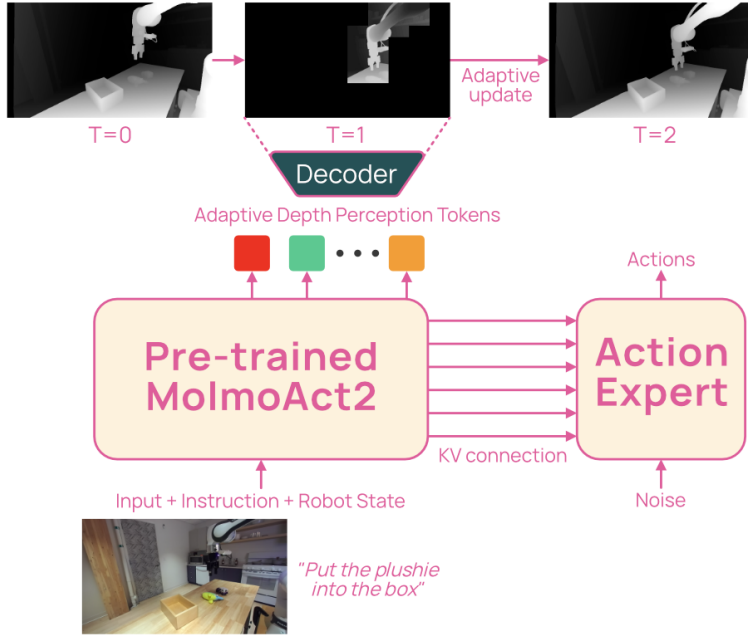 T=0
T=1
Adaptive
update
T=2
Decoder
Adaptive Depth Perception Tokens
Actions
Pre-trained
MolmoAct2
Action
Expert
KV connection
Input + Instruction + Robot State
Noise
"Put the plushie
into the box"